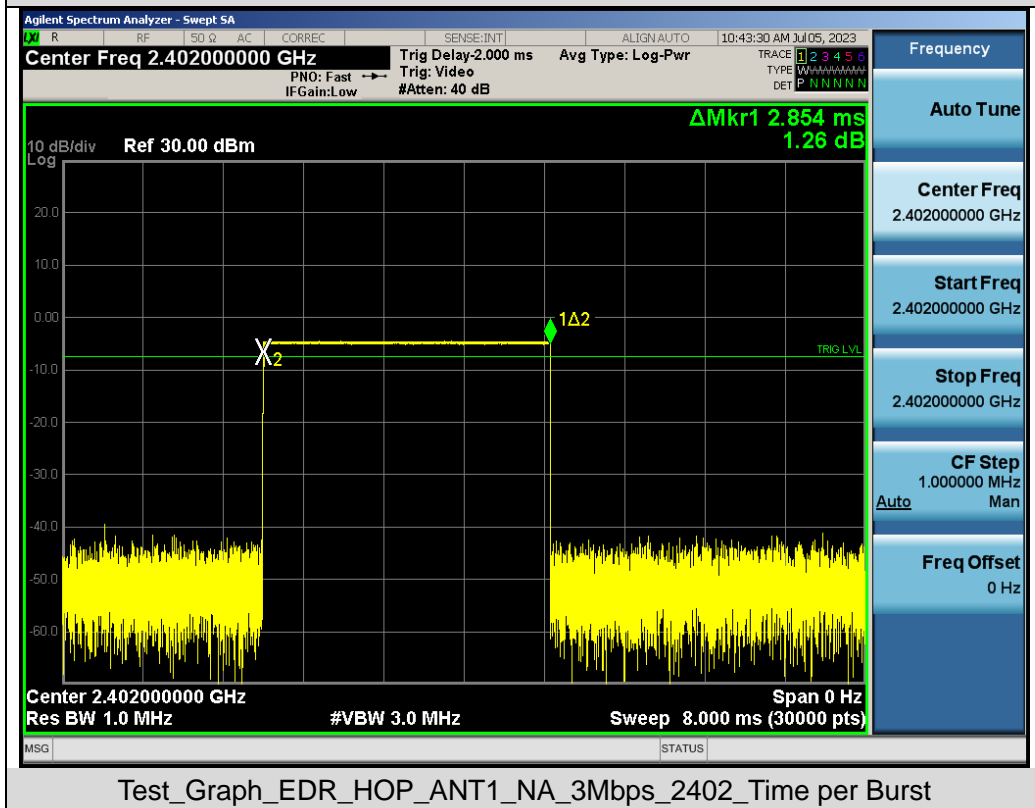 Agilent Spectrum Analyzer - Swept SA
LXI R RF 50 Ω AC CORREC SENSE:INT ALIGN AUTO 10:43:30 AM Jul 05, 2023
Center Freq 2.402000000 GHz Trig Delay-2.000 ms Avg Type: Log-Pwr TRACE 1 2 3 4 5 6
PNO: Fast Trig: Video TYPE
IFGain:Low #Atten: 40 dB DET P N N N N N
ΔMkr1 2.854 ms
1.26 dB
10 dB/div Ref 30.00 dBm
Log
20.0
10.0
0.00
1Δ2
TRIG LVL
2
-10.0
-20.0
-30.0
-40.0
-50.0
-60.0
Center 2.402000000 GHz Span 0 Hz
Res BW 1.0 MHz #VBW 3.0 MHz Sweep 8.000 ms (30000 pts)
MSG STATUS
Frequency
Auto Tune
Center Freq
2.402000000 GHz
Start Freq
2.402000000 GHz
Stop Freq
2.402000000 GHz
CF Step
1.000000 MHz
Auto Man
Freq Offset
0 Hz
Test_Graph_EDR_HOP_ANT1_NA_3Mbps_2402_Time per Burst